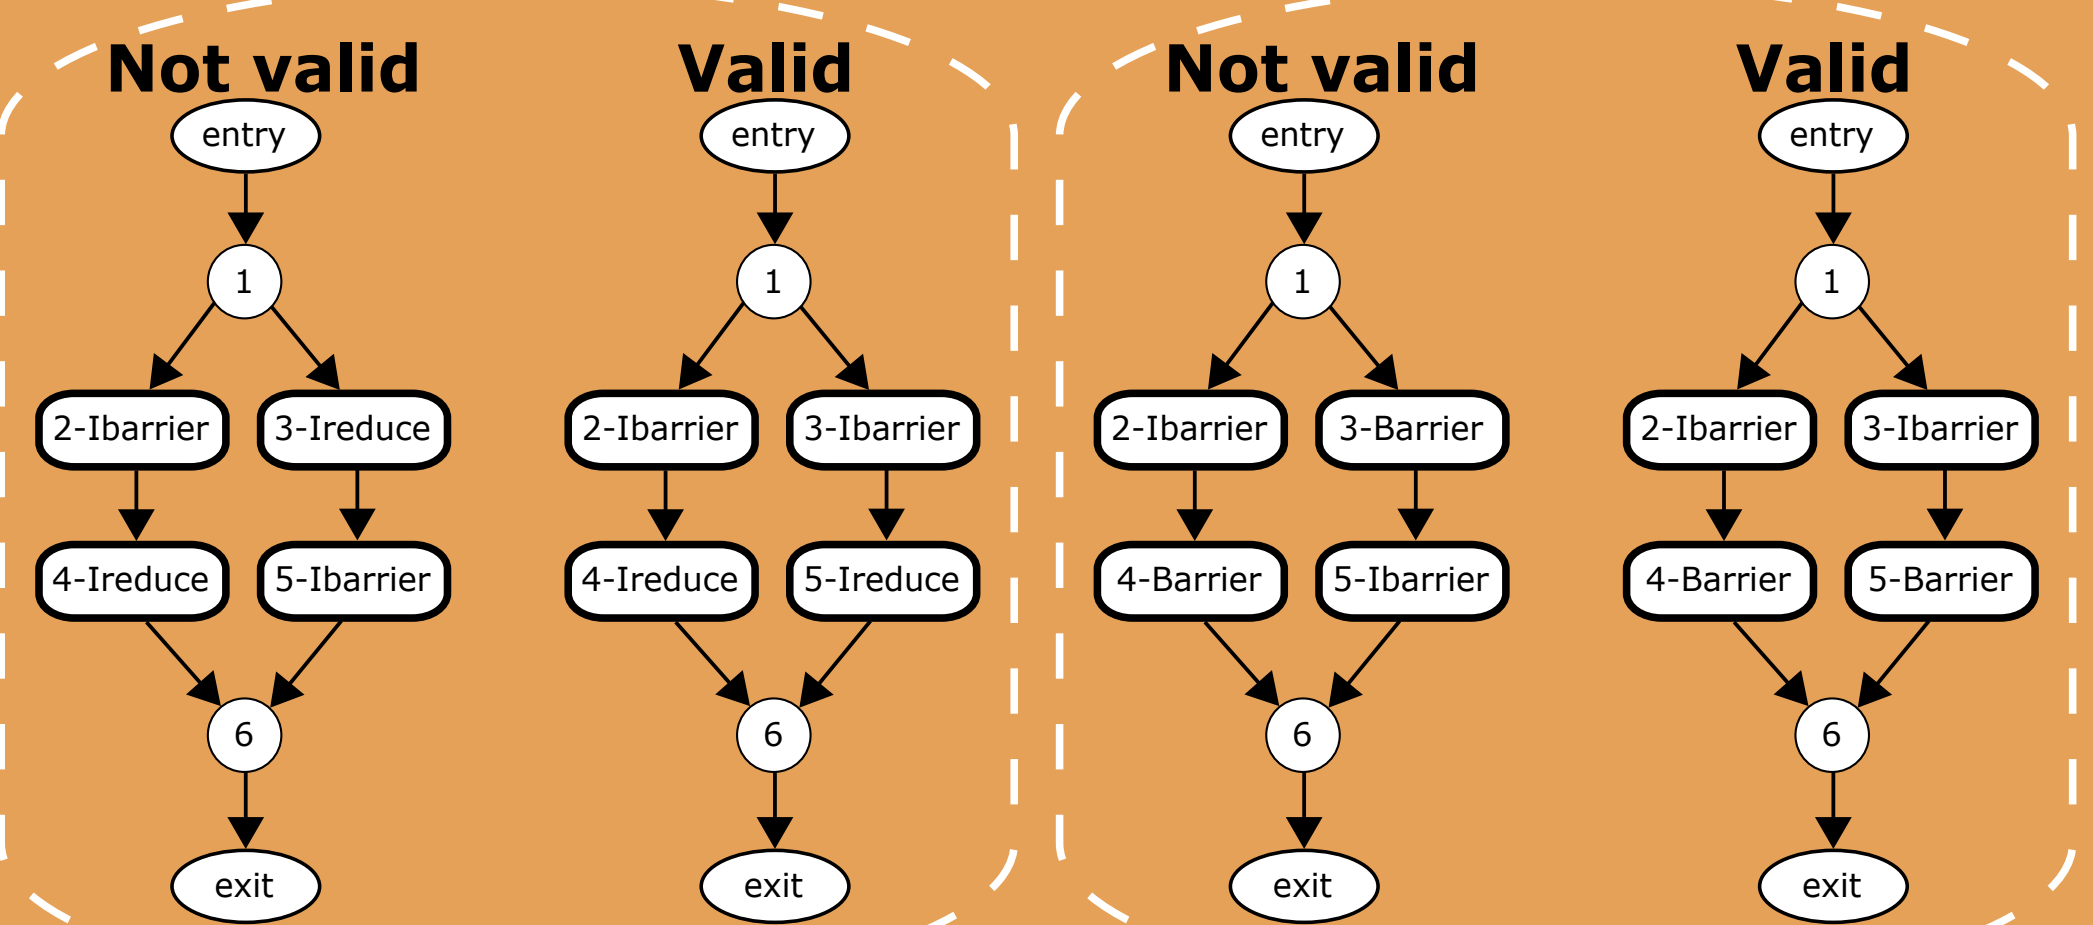 Not valid
entry
1
2-Ibarrier
3-Ireduce
4-Ireduce
5-Ibarrier
6
exit
Valid
entry
1
2-Ibarrier
3-Ibarrier
4-Ireduce
5-Ireduce
6
exit
Not valid
entry
1
2-Ibarrier
3-Barrier
4-Barrier
5-Ibarrier
6
exit
Valid
entry
1
2-Ibarrier
3-Ibarrier
4-Barrier
5-Barrier
6
exit